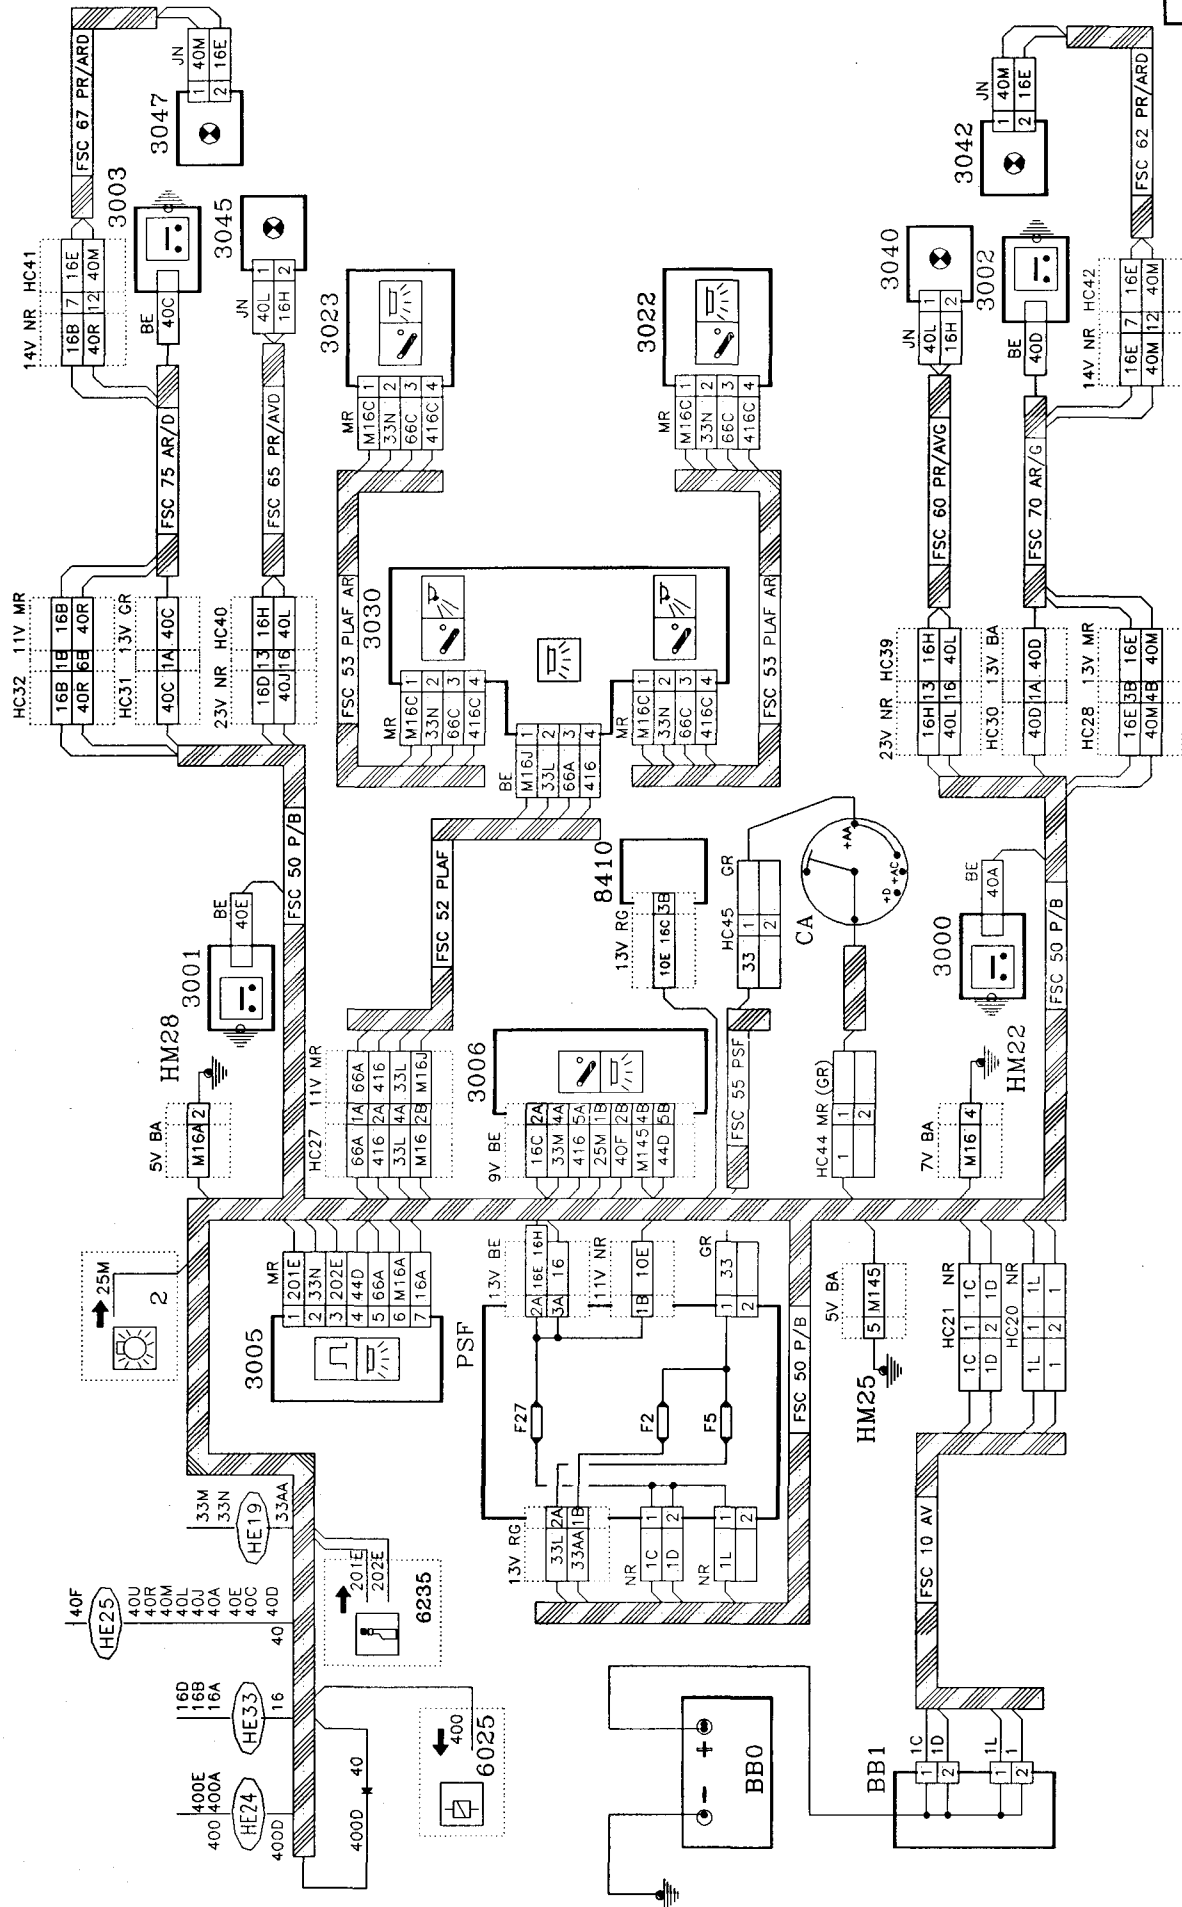 FSC 67 PR/ARD
JN
1 40M
2 16E
3047
14V NR HC41
16B 7 16E
40R 12 40M
3003
BE
40C
FSC 75 AR/D
3045
JN
40L 1
16H 2
FSC 65 PR/AVD
HC32 11V MR
16B 1B 16B
40R 6B 40R
HC31 13V GR
40C 1A 40C
23V NR HC40
16D 13 16H
40J 16 40L
3023
MR
M16C 1
33N 2
66C 3
416C 4
FSC 53 PLAF AR
3030
MR
M16C 1
33N 2
66C 3
416C 4
BE
M16J 1
33L 2
66A 3
416 4
MR
M16C 1
33N 2
66C 3
416C 4
FSC 53 PLAF AR
3022
MR
M16C 1
33N 2
66C 3
416C 4
3042
JN
1 40M
2 16E
FSC 62 PR/ARD
3040
JN
40L 1
16H 2
FSC 60 PR/AVG
3002
BE
40D
FSC 70 AR/G
14V NR HC42
16E 7 16E
40M 12 40M
23V NR HC39
16H 13 16H
40L 16 40L
HC30 13V BA
40D 1A 40D
HC28 13V MR
16E 3B 16E
40M 4B 40M
FSC 50 P/B
3001
BE
40E
HM28
5V BA
M16A 2
FSC 52 PLAF
HC27 11V MR
66A 1A 66A
416 2A 416
33L 4A 33L
M16 2B M16J
8410
13V RG
10E 16C 3B
3006
9V BE
16C 2A
33M 4A
416 5A
25M 1B
40F 2B
M145 4B
44D 5B
HC45 GR
33 1
2
FSC 55 PSF
CA
+AA
+AC
+D
HC44 MR (GR)
1 1
2
3000
BE
40A
FSC 50 P/B
HM22
7V BA
M16 4
25M
2
3005
MR
1 201E
2 33N
3 202E
4 44D
5 66A
6 M16A
7 16A
PSF
13V BE
2A 16E 16H
3A 16
11V NR
1B 10E
GR
1 33
2
F27
F2
F5
13V RG
33L 2A
33AA 1B
NR
1C 1
1D 2
NR
1L 1
2
FSC 50 P/B
5V BA
5 M145
HM25
HC21 NR
1C 1 1C
1D 2 1D
HC20 NR
1L 1 1L
1 2 1
FSC 10 AV
33M
33N
HE19
33AA
40F
HE25
40U
40R
40M
40L
40J
40A
40E
40C
40D
40
201E
202E
6235
16D
16B
16A
HE33
16
400
6025
400E
400A
400
HE24
400D
400D
40
BB0
+
-
BB1
1C
1D
1L
1
1
2
1
2